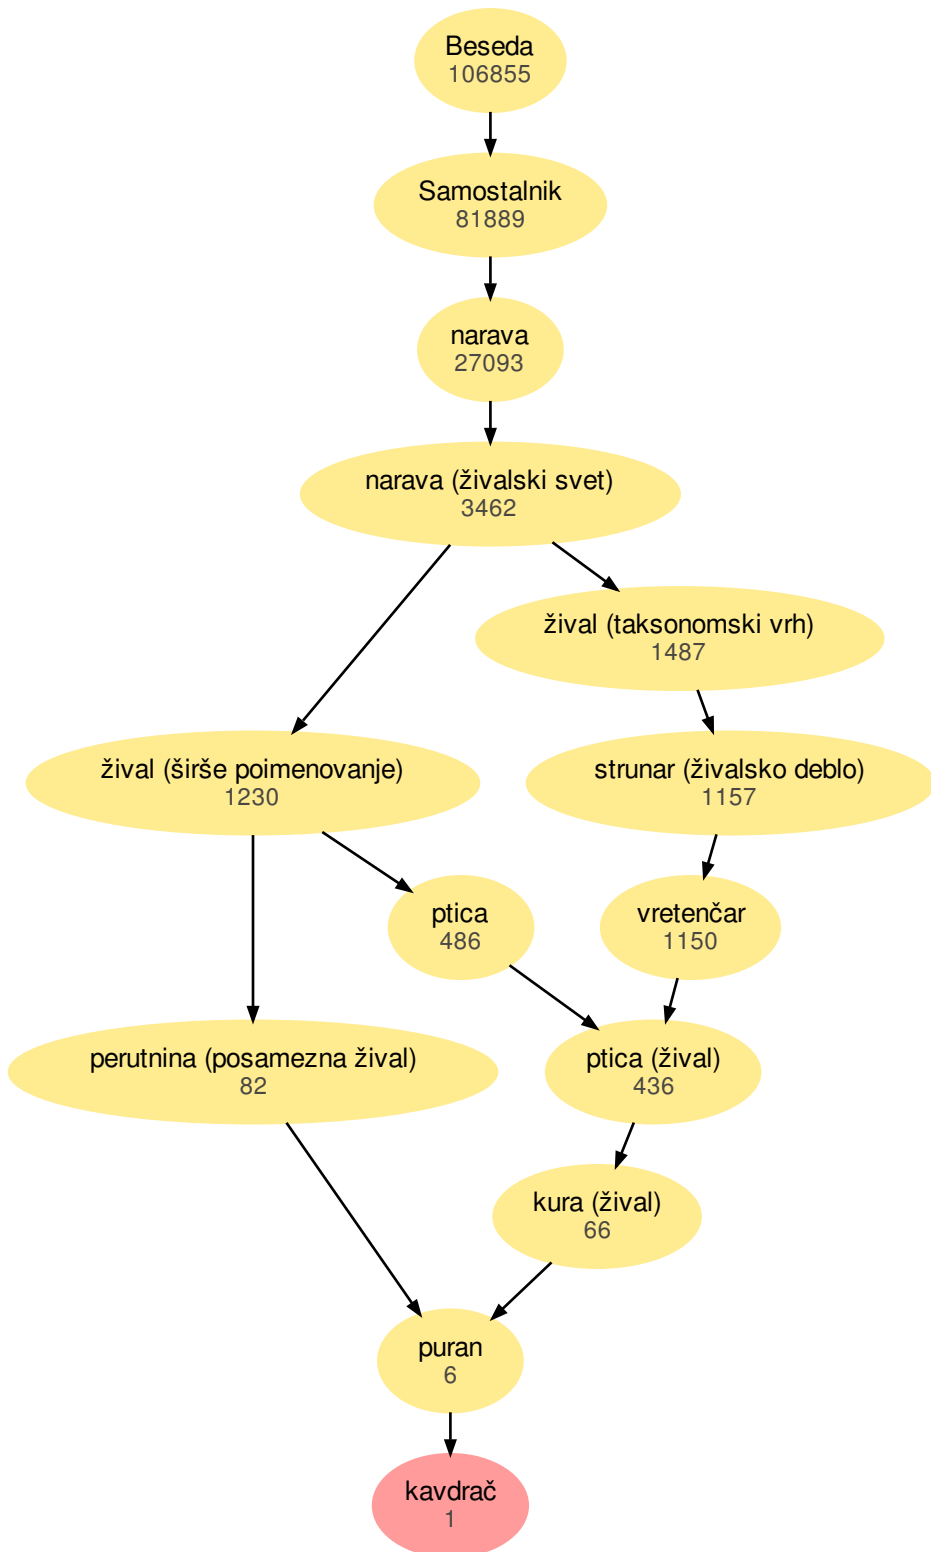 Beseda
106855
Samostalnik
81889
narava
27093
narava (živalski svet)
3462
žival (taksonomski vrh)
1487
žival (širše poimenovanje)
1230
strunar (živalsko deblo)
1157
ptica
486
vretenčar
1150
perutnina (posamezna žival)
82
ptica (žival)
436
kura (žival)
66
puran
6
kavdrač
1